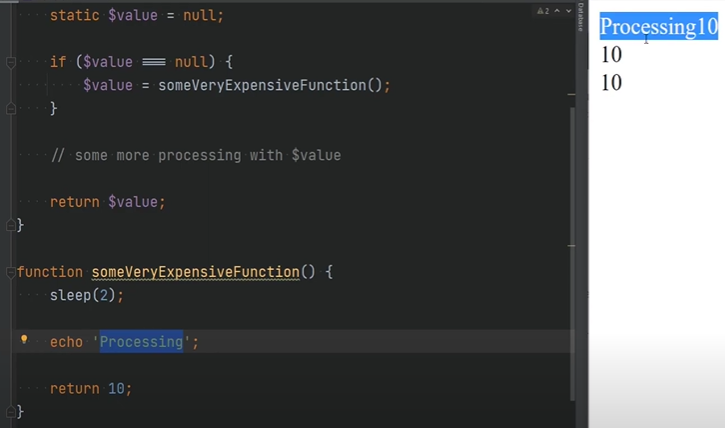 static $value = null;
if ($value === null) {
$value = someVeryExpensiveFunction();
}
// some more processing with $value
return $value;
}
function someVeryExpensiveFunction() {
sleep(2);
echo 'Processing';
return 10;
}
2
Database
Processing10
10
10